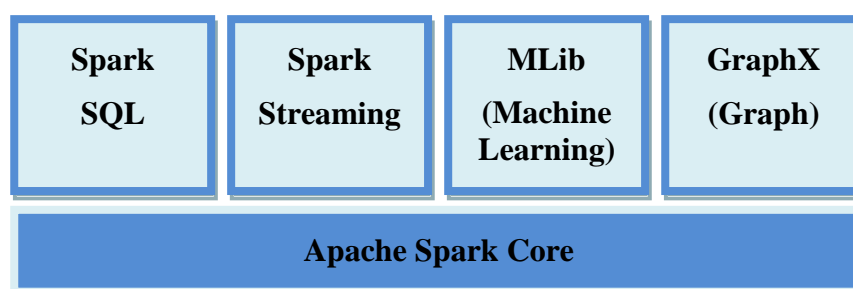 Spark
SQL
Spark
Streaming
MLib
(Machine
Learning)
GraphX
(Graph)
Apache Spark Core